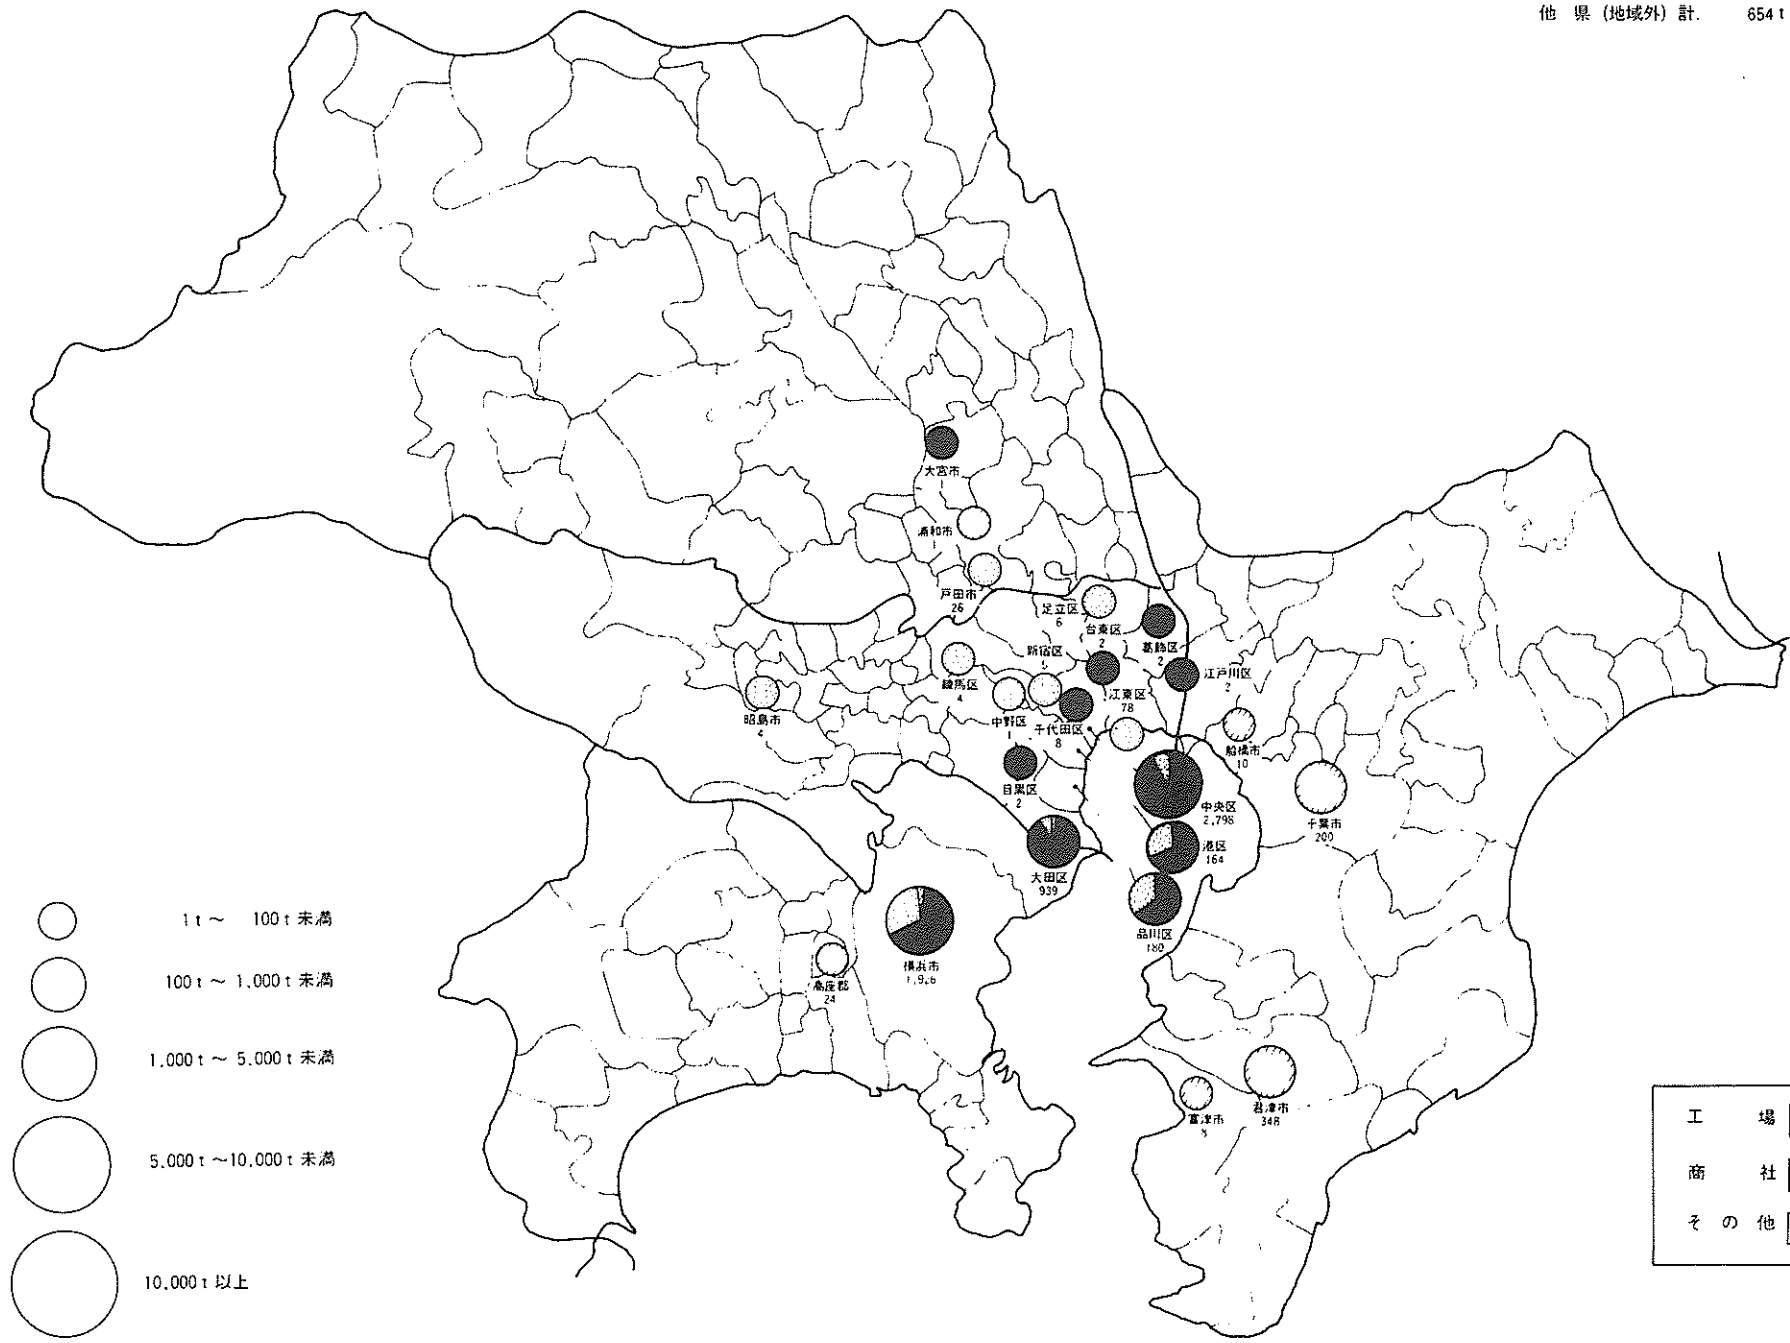 他 県 (地域外) 計. 654 t
大宮市
浦和市
戸田市
26
足立区
6
台東区
2
葛飾区
2
新宿区
練馬区
4
江戸川区
2
江東区
78
昭島市
4
中野区
千代田区
8
船橋市
10
目黒区
2
中央区
2,798
千葉市
200
港区
164
大田区
939
品川区
180
横浜市
高座郡
24
君津市
348
富津市
1 t ～ 100 t 未満
100 t ～ 1,000 t 未満
1,000 t ～ 5,000 t 未満
5,000 t ～10,000 t 未満
10,000 t 以上
工 場
商 社
そ の 他